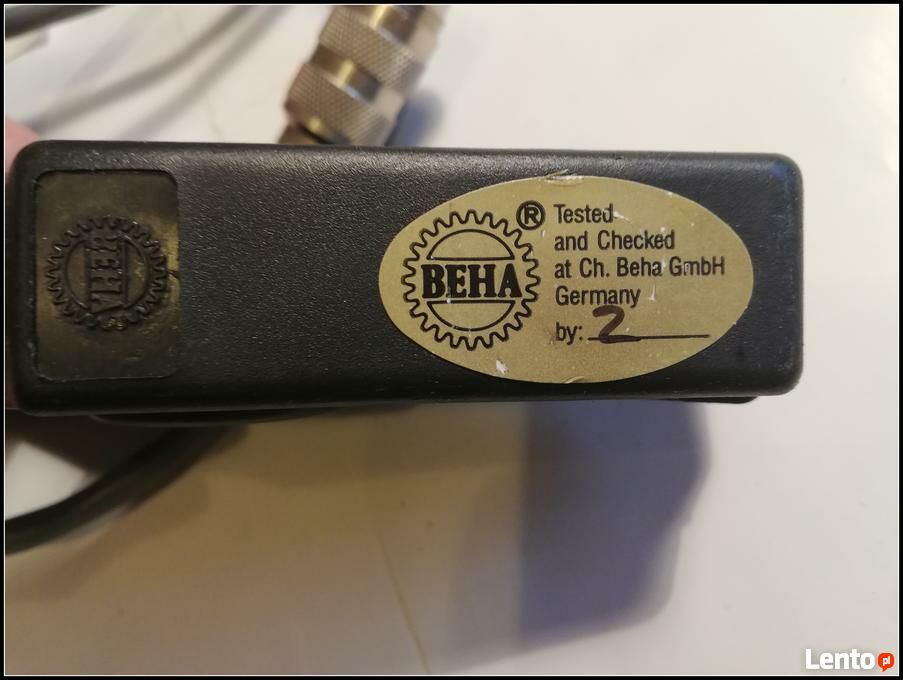 BEHA
BEHA
®
Tested
and Checked
at Ch. Beha GmbH
Germany
by: 2
Lento pl